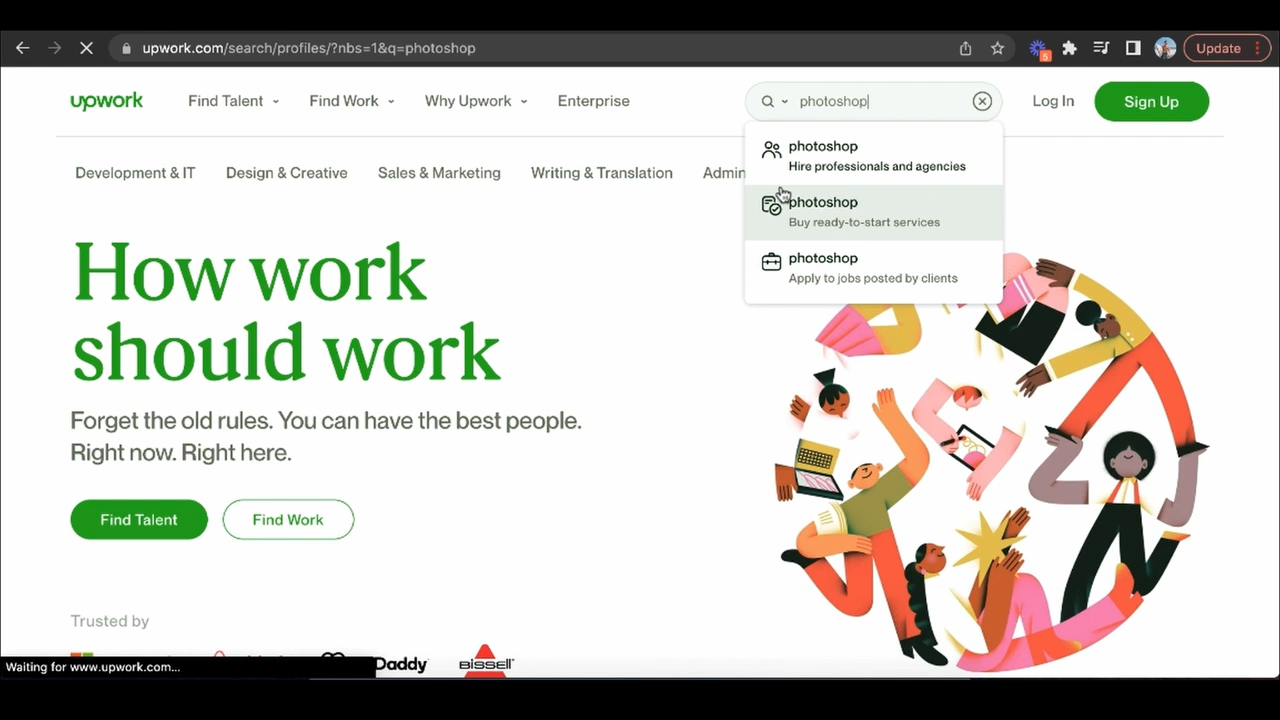 upwork.com/search/profiles/?nbs=1&q=photoshop
5
Update
upwork
Find Talent
Find Work
Why Upwork
Enterprise
photoshop
Log In
Sign Up
photoshop
Hire professionals and agencies
Development & IT
Design & Creative
Sales & Marketing
Writing & Translation
Admin
photoshop
Buy ready-to-start services
photoshop
Apply to jobs posted by clients
How work
should work
Forget the old rules. You can have the best people.
Right now. Right here.
Find Talent
Find Work
Trusted by
Daddy
BISSELL
Waiting for www.upwork.com...